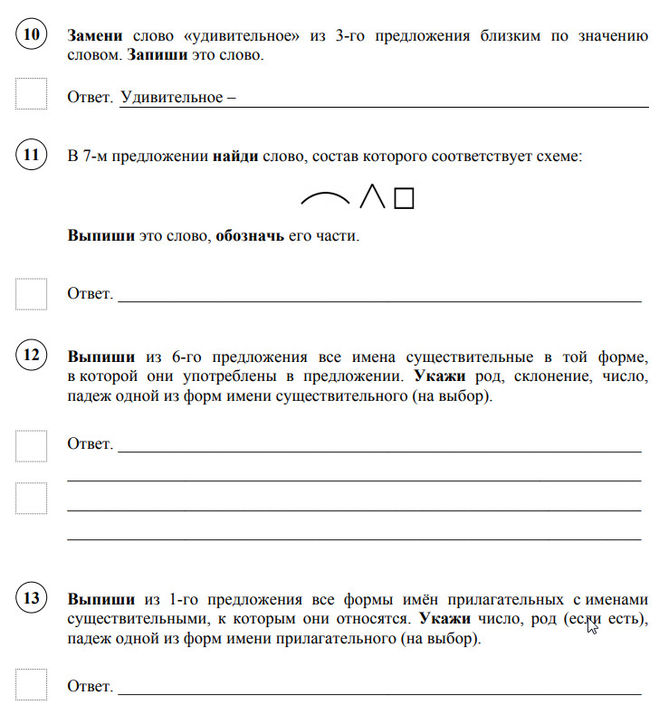 10 Замени слово «удивительное» из 3-го предложения близким по значению
словом. Запиши это слово.
Ответ. Удивительное –
11 В 7-м предложении найди слово, состав которого соответствует схеме:
Выпиши это слово, обозначь его части.
Ответ.
12 Выпиши из 6-го предложения все имена существительные в той форме,
в которой они употреблены в предложении. Укажи род, склонение, число,
падеж одной из форм имени существительного (на выбор).
Ответ.
13 Выпиши из 1-го предложения все формы имён прилагательных с именами
существительными, к которым они относятся. Укажи число, род (если есть),
падеж одной из форм имени прилагательного (на выбор).
Ответ.